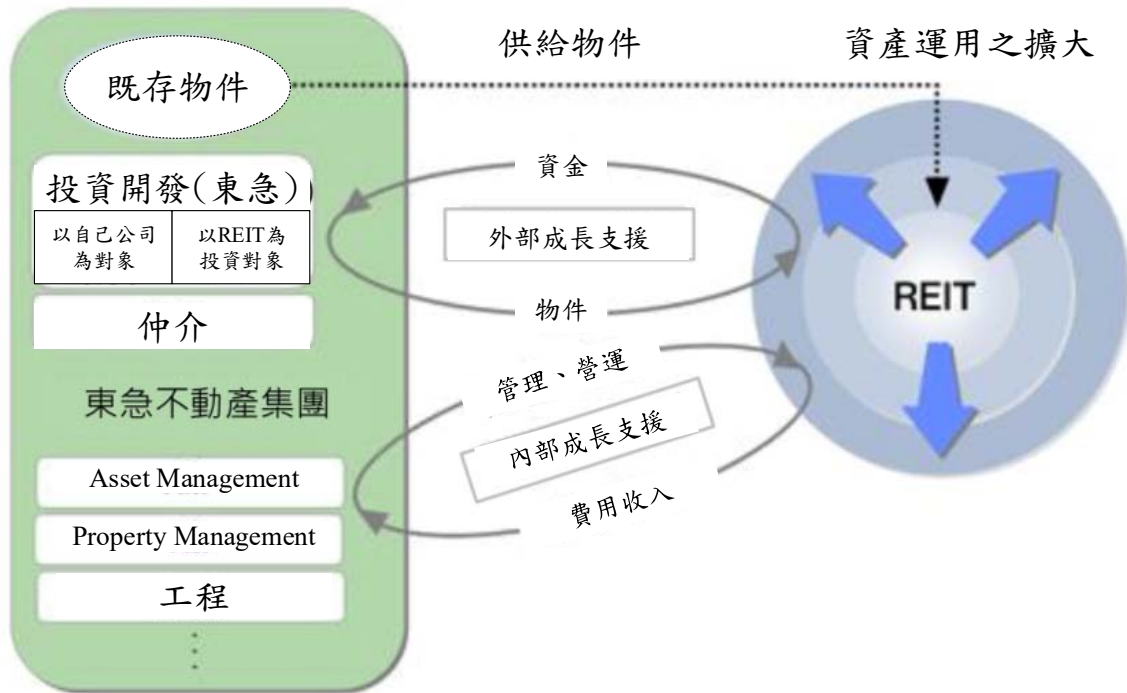 供給物件
資產運用之擴大
既存物件
投資開發(東急)
以自己公司
為對象
以REIT為
投資對象
仲介
東急不動產集團
Asset Management
Property Management
工程
資金
外部成長支援
物件
管理、營運
內部成長支援
費用收入
REIT